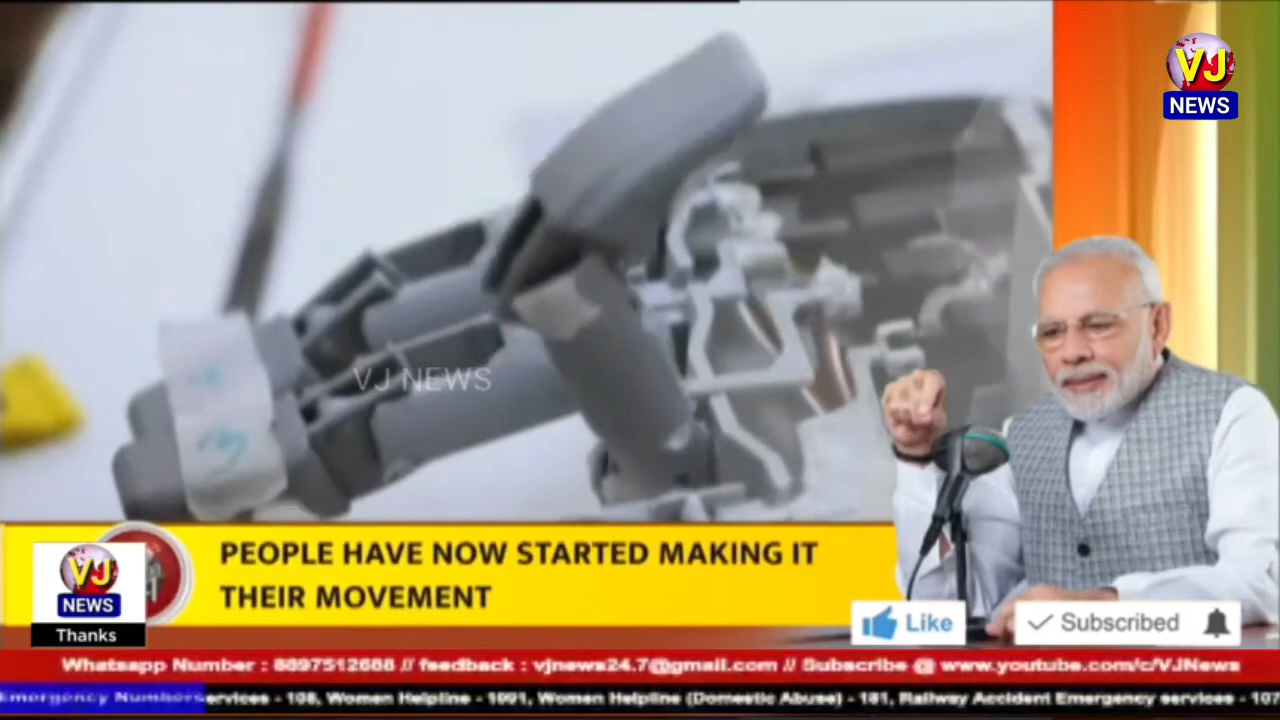 VJ
NEWS
VJ NEWS
PEOPLE HAVE NOW STARTED MAKING IT
THEIR MOVEMENT
VJ
NEWS
Thanks
Like
Subscribed
Whatsapp Number : 8897512688 // feedback : vjnews24.7@gmail.com // Subscribe @ www.youtube.com/c/VJNews
Emergency Numbers ervices - 108, Women Helpline - 1091, Women Helpline (Domestic Abuse) - 181, Railway Accident Emergency services - 107